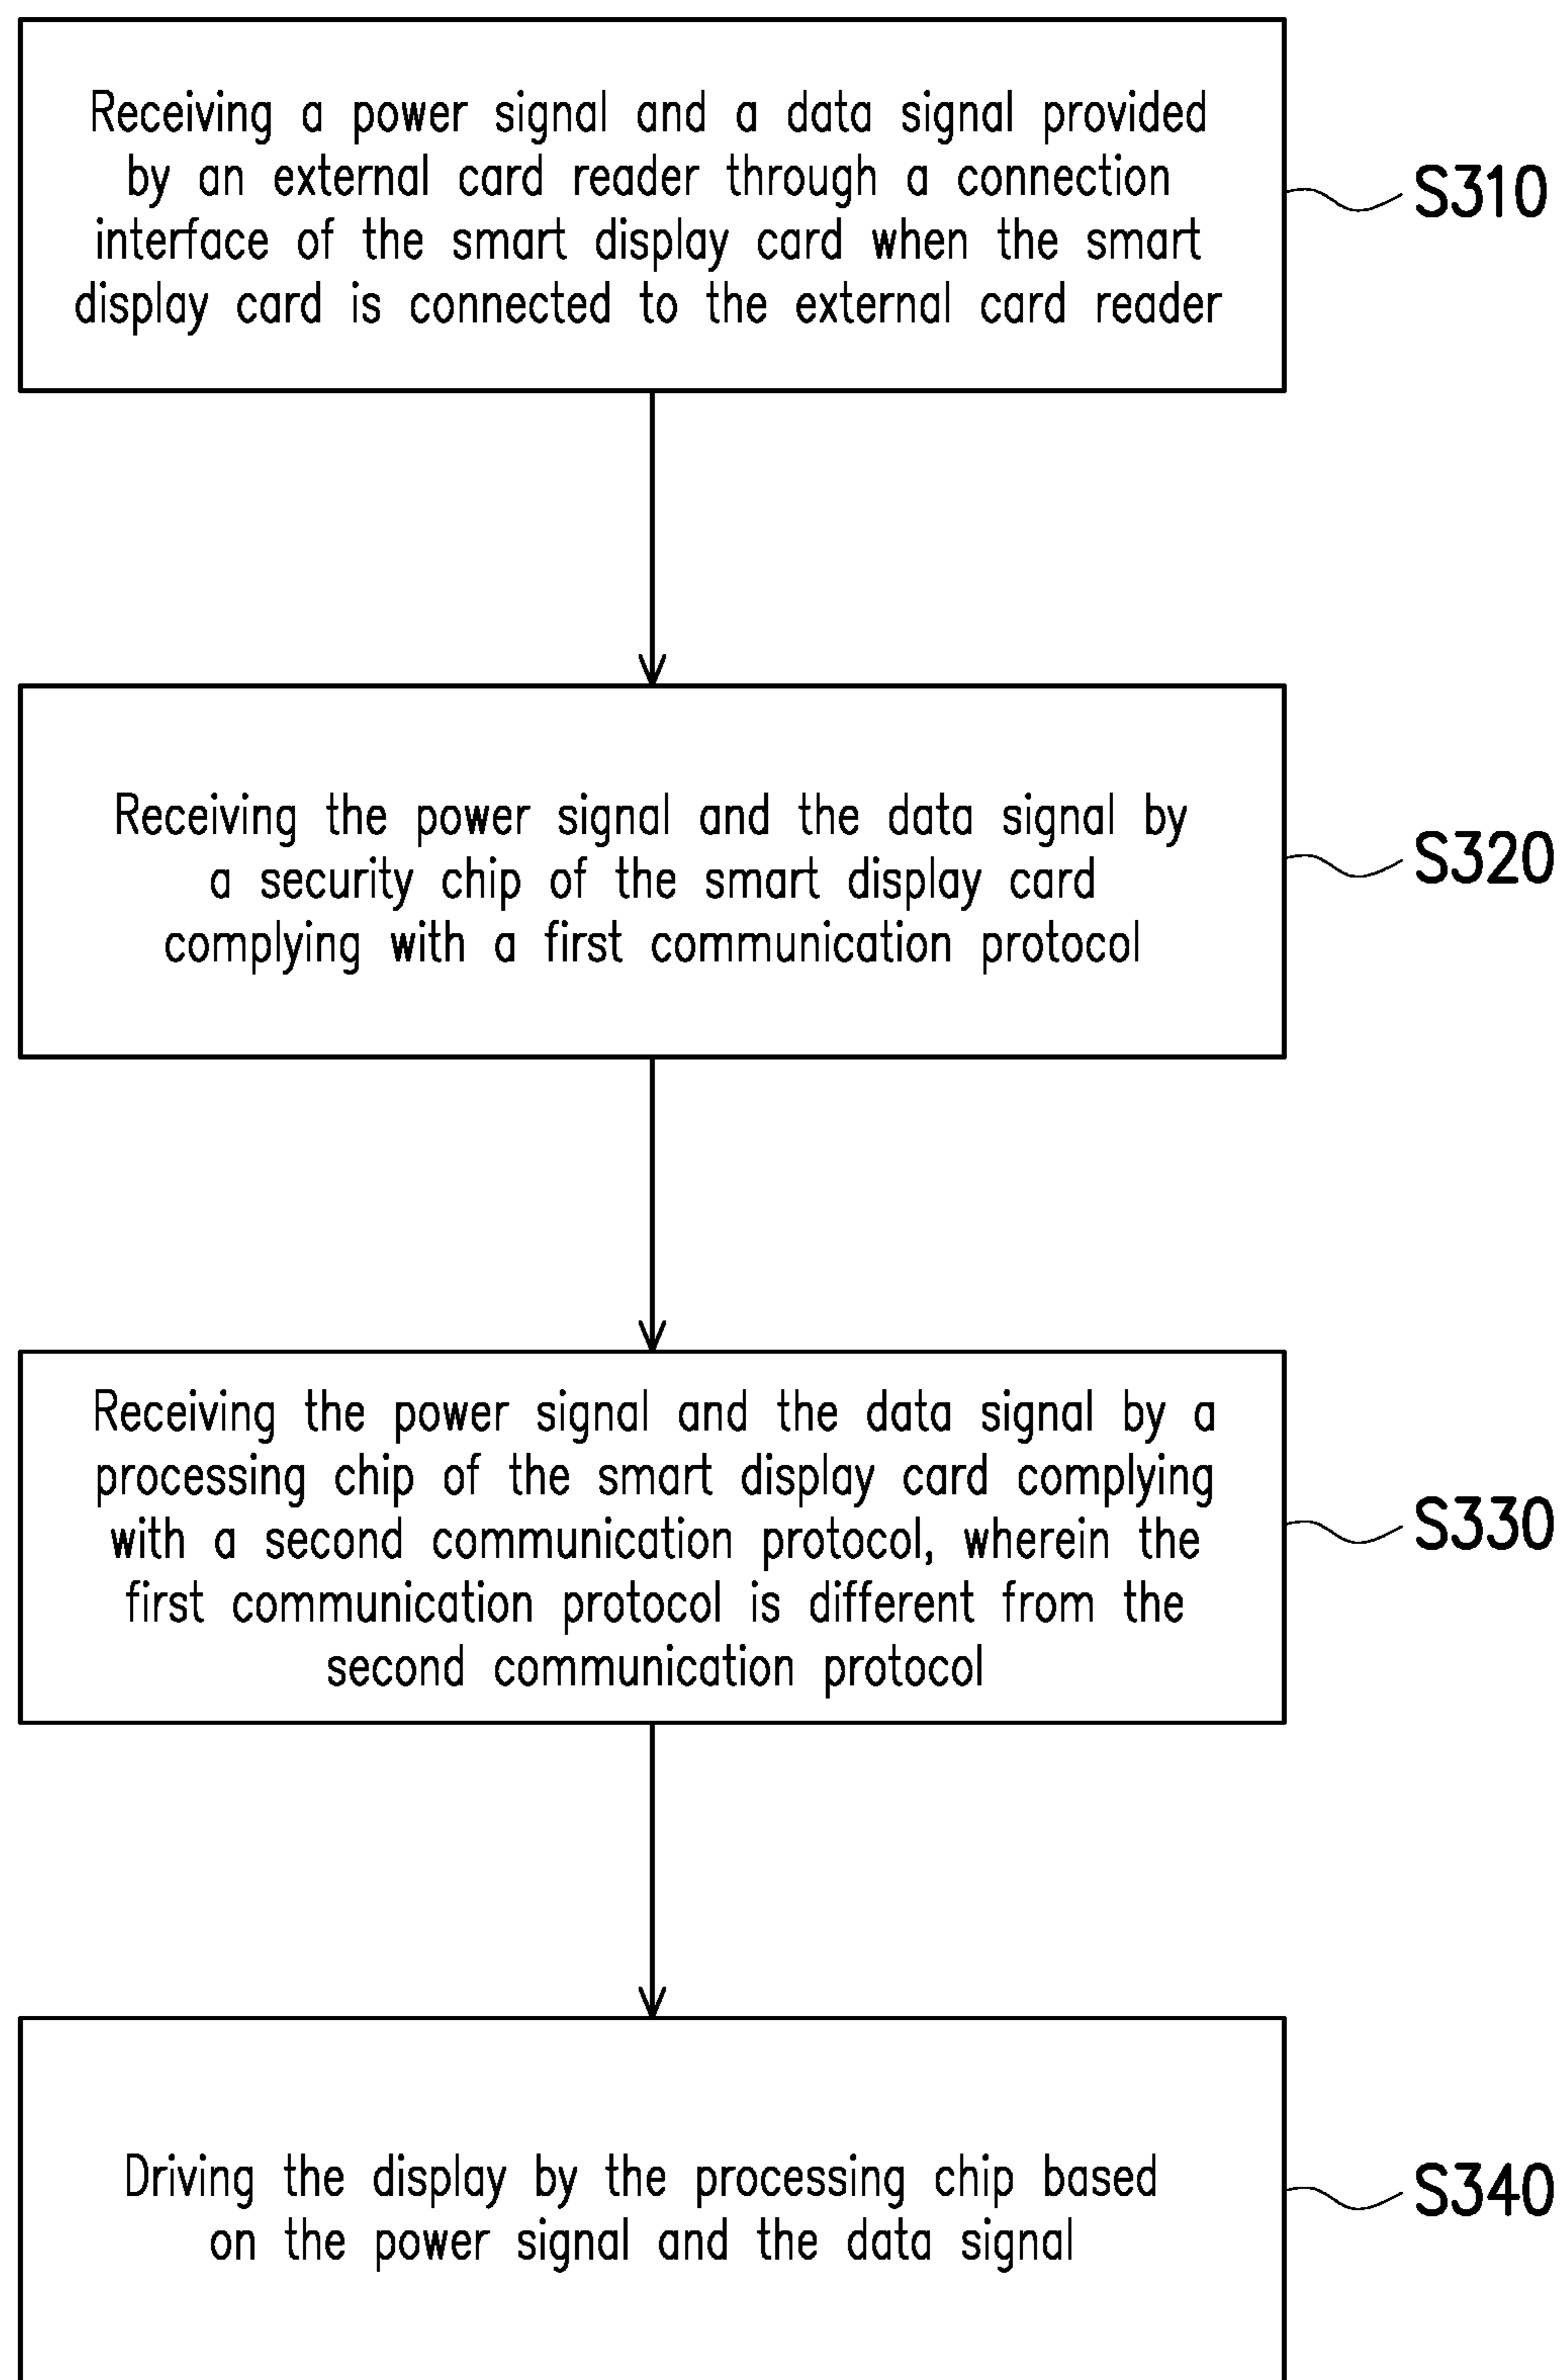 Receiving a power signal and a data signal provided
by an external card reader through a connection
interface of the smart display card when the smart
display card is connected to the external card reader
S310
Receiving the power signal and the data signal by
a security chip of the smart display card
complying with a first communication protocol
S320
Receiving the power signal and the data signal by a
processing chip of the smart display card complying
with a second communication protocol, wherein the
first communication protocol is different from the
second communication protocol
S330
Driving the display by the processing chip based
on the power signal and the data signal
S340